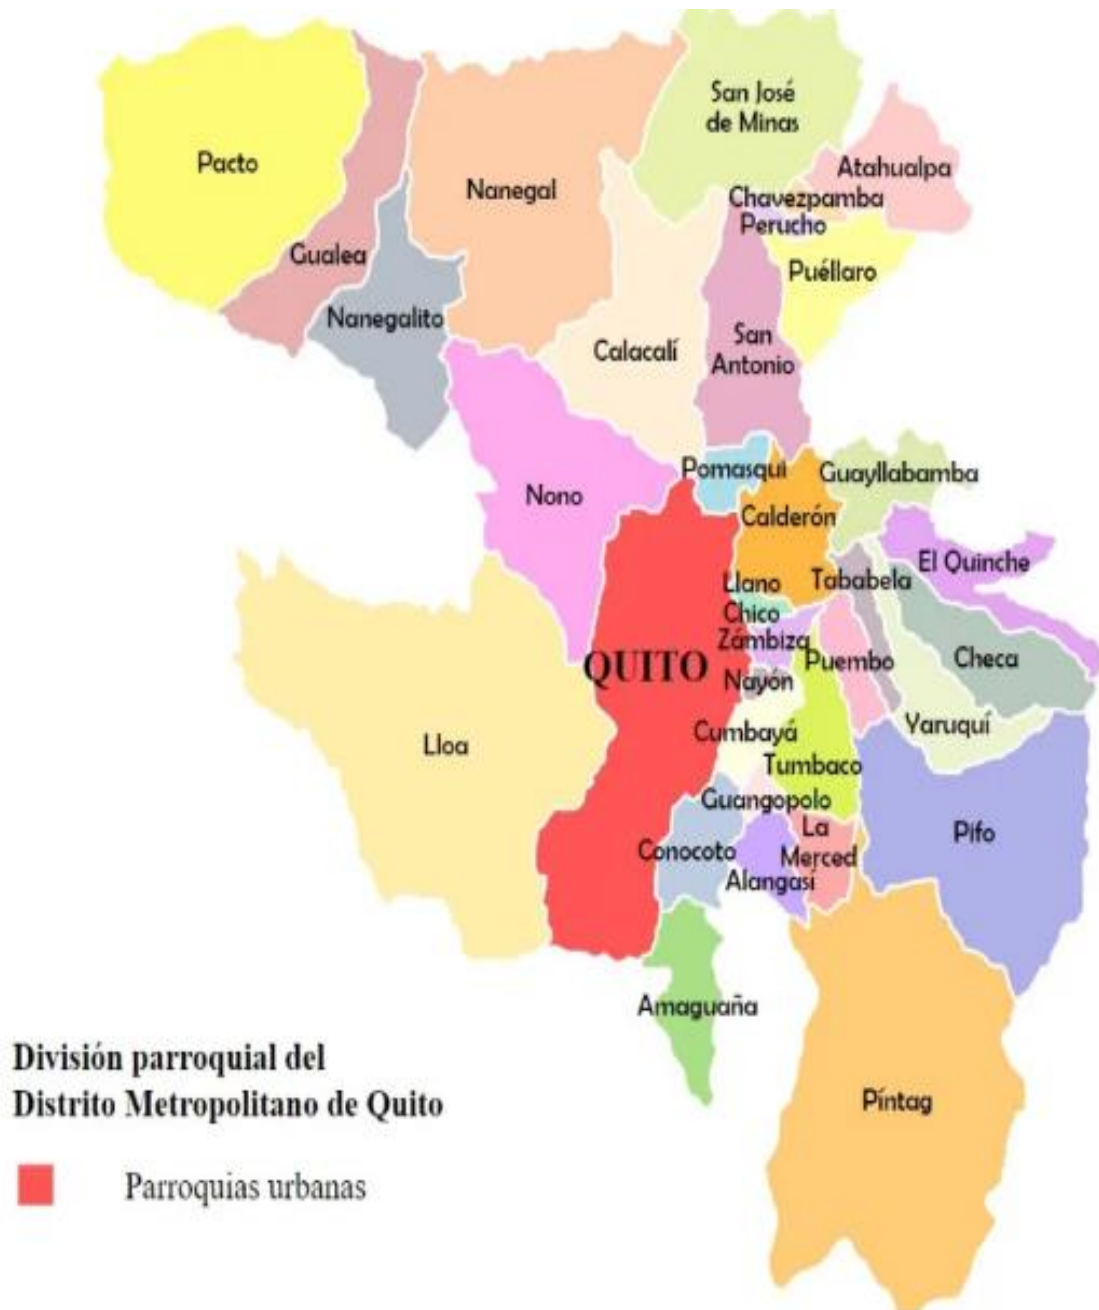 San José
de Minas
Pacto
Atahualpa
Nanegal
Chavezpamba
Perucho
Gualea
Puéllaro
Nanegalito
San
Antonio
Calacalí
Pomasqui
Guayllabamba
Nono
Calderón
El Quinche
Llano
Chico
Tababela
Zámbiza
Checa
QUITO
Puembo
Nayón
Yaruquí
Cumbayá
Lloa
Tumbaco
Guangopolo
La
Merced
Pifo
Conocoto
Alangasí
Amaguaña
Píntag
División parroquial del
Distrito Metropolitano de Quito
Parroquias urbanas